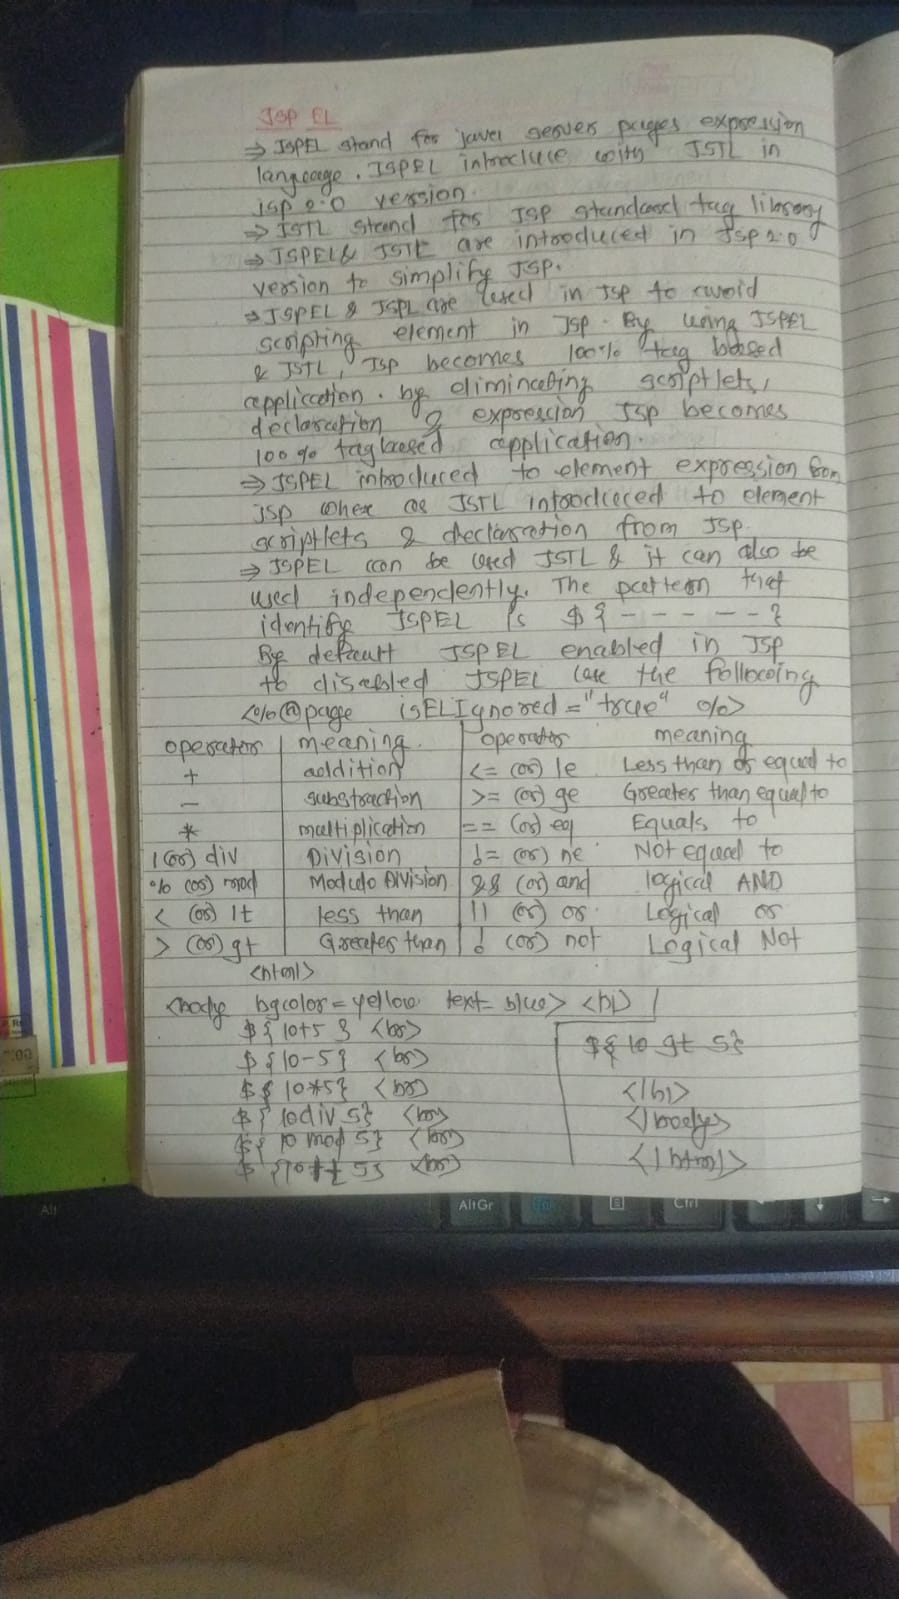 JSP EL
⇒ JSPEL stand for java server pages expression
language. JSPEL introduce with JSTL in
jsp 2.0 version.
⇒ JSTL stand for JSP standard tag library
⇒ JSPEL & JSTL are introduced in JSP 2.0
version to simplify JSP.
⇒ JSPEL & JSPL are used in JSP to avoid
scripting element in JSP. By using JSPEL
& JSTL, JSP becomes 100% tag based
application. by eliminating scriptlets,
declaration & expression JSP becomes
100% tag based application.
⇒ JSPEL introduced to element expression from
JSP where as JSTL introduced to element
scriptlets & declaration from JSP.
⇒ JSPEL can be used JSTL & it can also be
used independently. The pattern that
identify JSPEL is ${ - - - - - - }
By default JSPEL enabled in JSP
to disabled JSPEL use the following
<%@page isELIgnored="true" %>
operator meaning. operator meaning
+ addition <= (or) le Less than or equal to
- substraction >= (or) ge Greater than equal to
* multiplication == (or) eq Equals to
/ (or) div Division != (or) ne Not equal to
% (or) mod Modulo Division && (or) and logical AND
< (or) lt less than || (or) or Logical or
> (or) gt Greater than ! (or) not Logical Not
<html>
<body bgcolor=yellow text=blue> <h1>
${10+5} <br>
${10-5} <br>
${10*5} <br>
${10div 5} <br>
${10 mod 5} <br>
${10 lt 5} <br>
${10 gt 5}
</h1>
</body>
</html>
Alt
AltGr
Ctrl